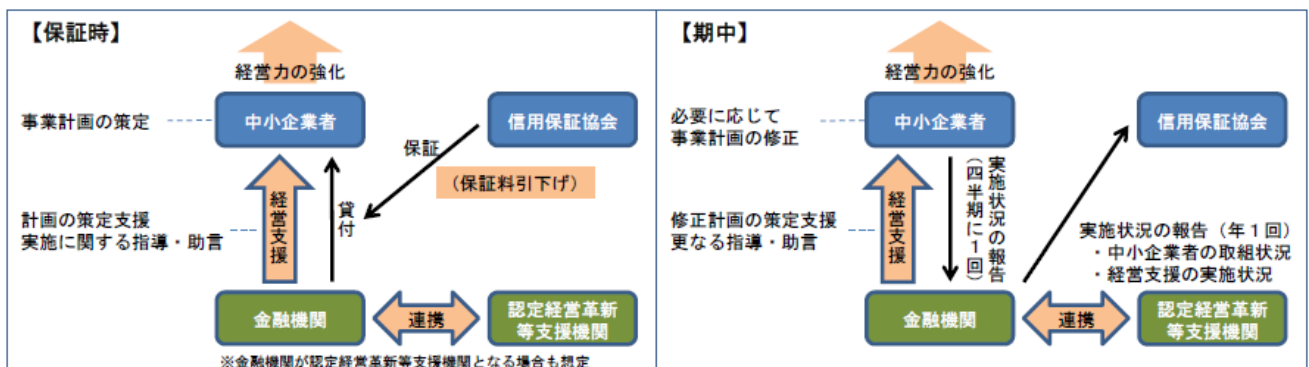 【保証時】
経営力の強化
事業計画の策定
中小企業者
信用保証協会
保証
(保証料引下げ)
計画の策定支援
実施に関する指導・助言
経営支援
貸付
金融機関
連携
認定経営革新
等支援機関
※金融機関が認定経営革新等支援機関となる場合も想定
【期中】
経営力の強化
必要に応じて
事業計画の修正
中小企業者
信用保証協会
実施状況の報告
(四半期に1回)
修正計画の策定支援
更なる指導・助言
経営支援
実施状況の報告(年1回)
・中小企業者の取組状況
・経営支援の実施状況
金融機関
連携
認定経営革新
等支援機関